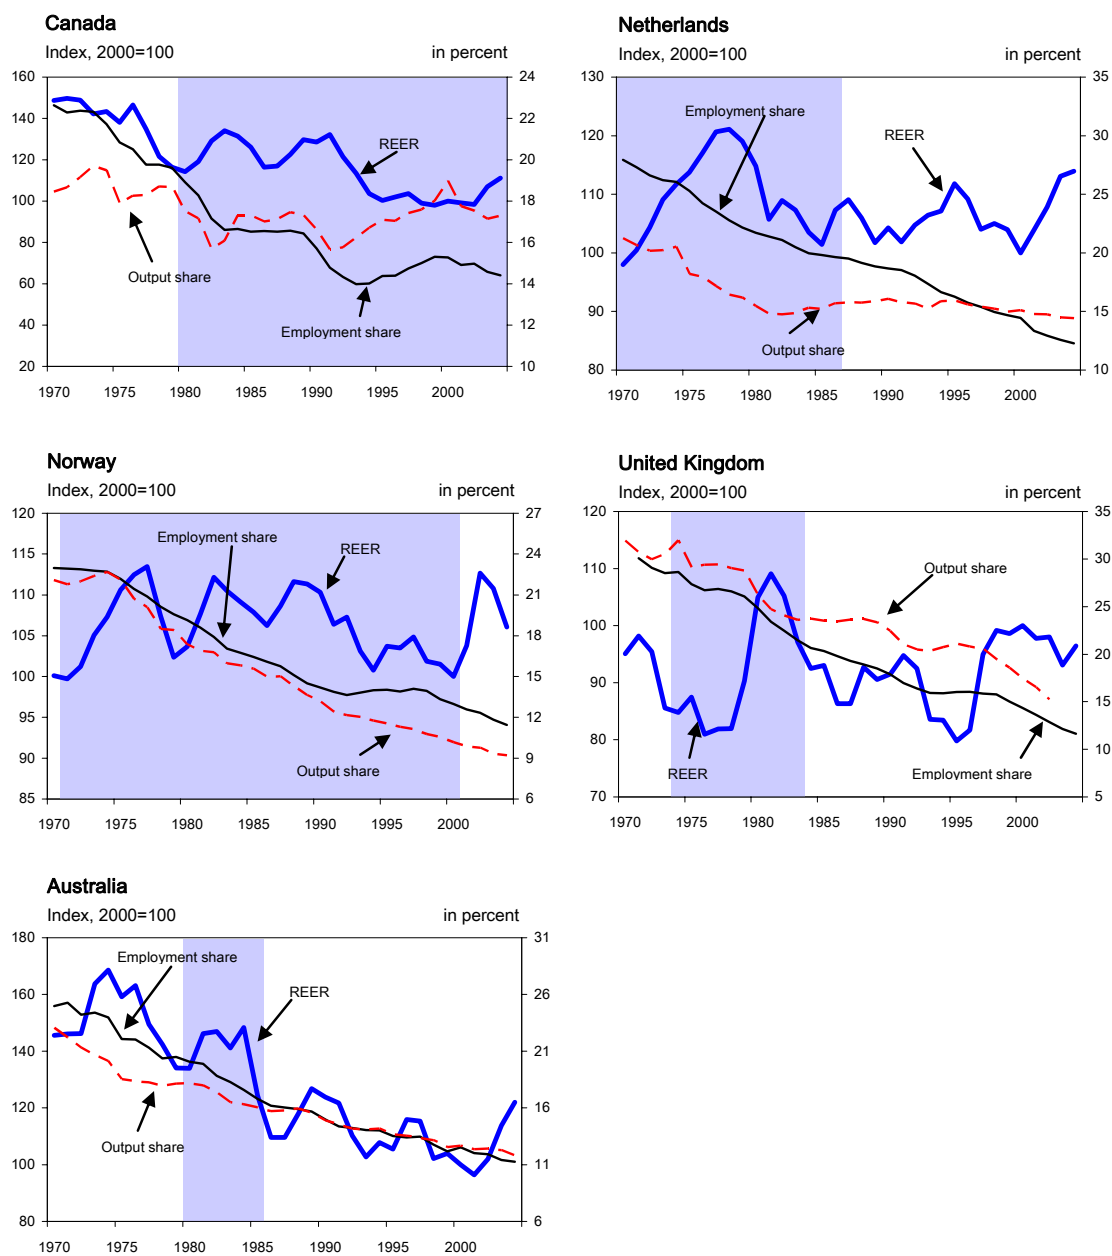 Canada
Index, 2000=100 in percent
160 24
140 22
120 20
100 18
80 16
60 14
40 12
20 10
REER
Output share
Employment share
1970 1975 1980 1985 1990 1995 2000
Netherlands
Index, 2000=100 in percent
130 35
120 30
110 25
100 20
90 15
80 10
Employment share
REER
Output share
1970 1975 1980 1985 1990 1995 2000
Norway
Index, 2000=100 in percent
120 27
115 24
110 21
105 18
100 15
95 12
90 9
85 6
Employment share
REER
Output share
1970 1975 1980 1985 1990 1995 2000
United Kingdom
Index, 2000=100 in percent
120 35
110 30
100 25
90 20
80 15
70 10
5
Output share
REER
Employment share
1970 1975 1980 1985 1990 1995 2000
Australia
Index, 2000=100 in percent
180 31
160 26
140 21
120 16
100 11
80 6
Employment share
REER
Output share
1970 1975 1980 1985 1990 1995 2000